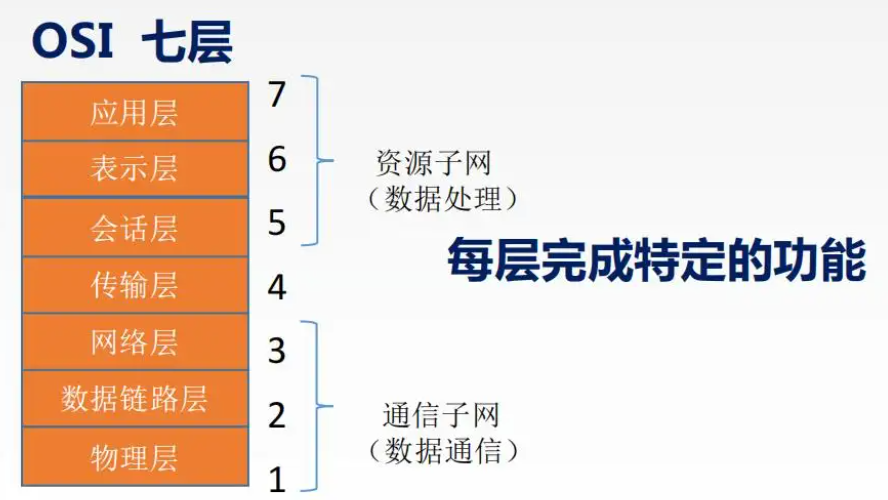 OSI 七层
应用层
7
表示层
6
资源子网
（数据处理）
会话层
5
每层完成特定的功能
传输层
4
网络层
3
数据链路层
2
通信子网
（数据通信）
物理层
1